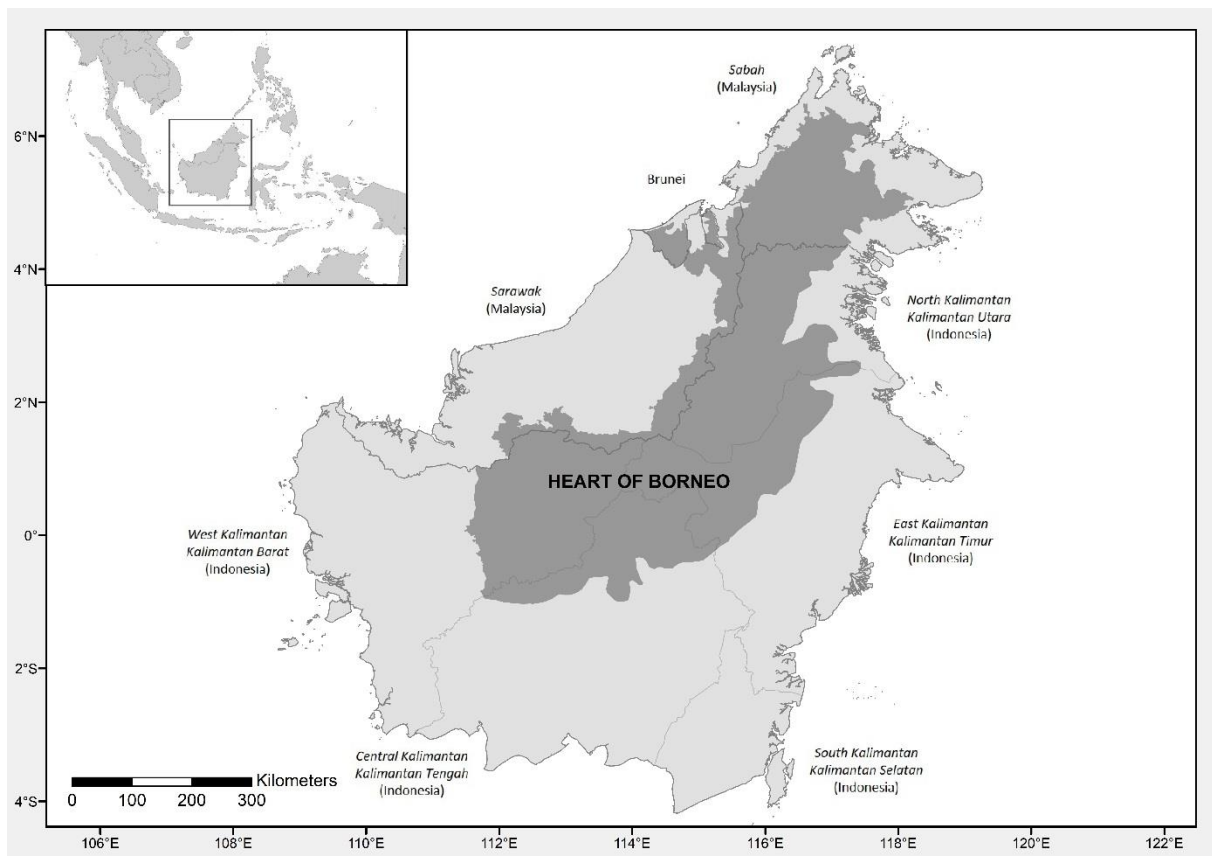 Sabah
(Malaysia)
6°N
Brunei
4°N
Sarawak
(Malaysia)
North Kalimantan
Kalimantan Utara
(Indonesia)
2°N
HEART OF BORNEO
0°
West Kalimantan
Kalimantan Barat
(Indonesia)
East Kalimantan
Kalimantan Timur
(Indonesia)
2°S
Central Kalimantan
Kalimantan Tengah
(Indonesia)
South Kalimantan
Kalimantan Selatan
(Indonesia)
Kilometers
0 100 200 300
4°S
106°E 108°E 110°E 112°E 114°E 116°E 118°E 120°E 122°E